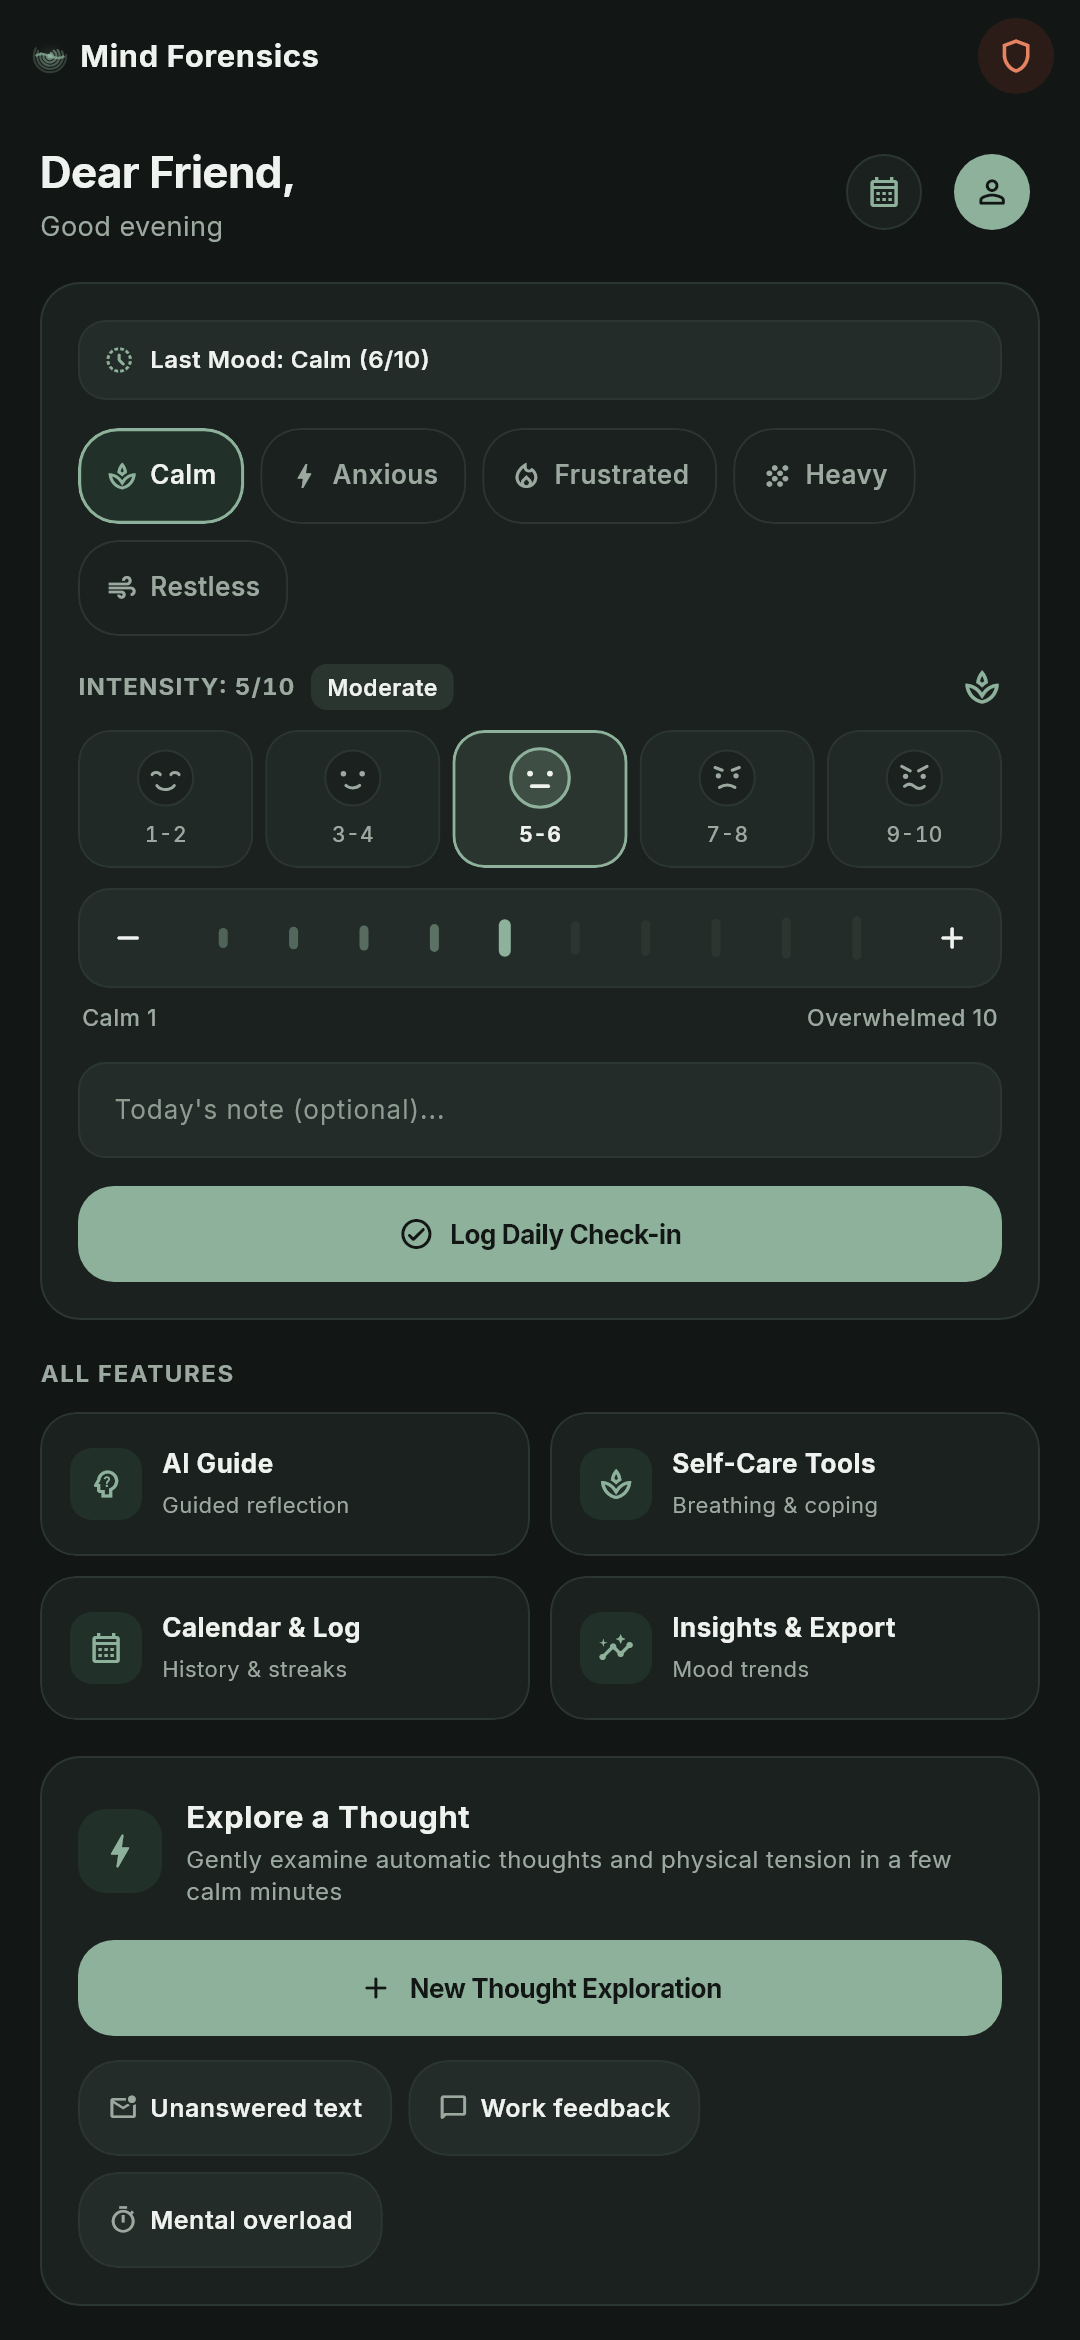 Mind Forensics
Dear Friend,
Good evening
Last Mood: Calm (6/10)
Calm
Anxious
Frustrated
Heavy
Restless
INTENSITY: 5/10
Moderate
1-2
3-4
5-6
7-8
9-10
Calm 1
Overwhelmed 10
Today's note (optional)...
Log Daily Check-in
ALL FEATURES
AI Guide
Guided reflection
Self-Care Tools
Breathing & coping
Calendar & Log
History & streaks
Insights & Export
Mood trends
Explore a Thought
Gently examine automatic thoughts and physical tension in a few
calm minutes
New Thought Exploration
Unanswered text
Work feedback
Mental overload